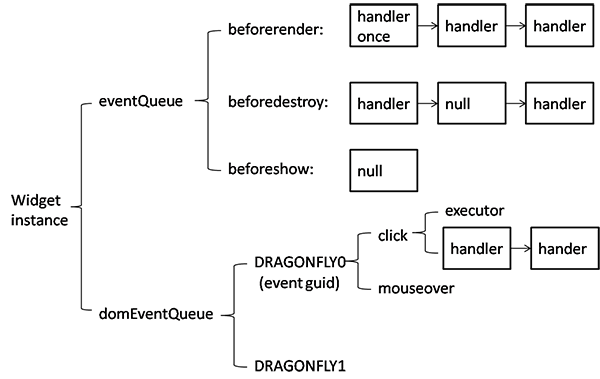 beforerender:
handler
once
handler
handler
eventQueue
beforedestroy:
handler
null
handler
beforeshow:
null
Widget
instance
executor
click
handler
hander
DRAGONFLY0
(event guid)
mouseover
domEventQueue
DRAGONFLY1